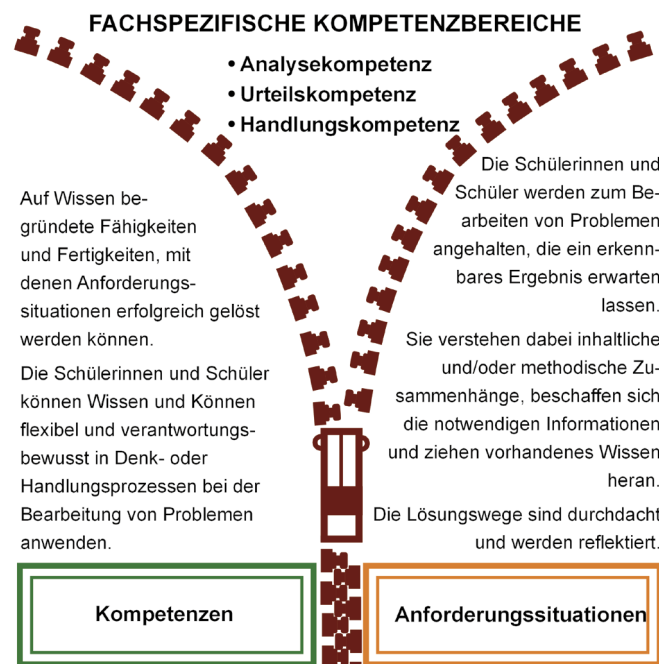 FACHSPEZIFISCHE KOMPETENZBEREICHE
• Analysekompetenz
• Urteilskompetenz
• Handlungskompetenz
Auf Wissen be-
gründete Fähigkeiten
und Fertigkeiten, mit
denen Anforderungs-
situationen erfolgreich gelöst
werden können.
Die Schülerinnen und Schüler
können Wissen und Können
flexibel und verantwortungs-
bewusst in Denk- oder
Handlungsprozessen bei der
Bearbeitung von Problemen
anwenden.
Die Schülerinnen und
Schüler werden zum Be-
arbeiten von Problemen
angehalten, die ein erkenn-
bares Ergebnis erwarten
lassen.
Sie verstehen dabei inhaltliche
und/oder methodische Zu-
sammenhänge, beschaffen sich
die notwendigen Informationen
und ziehen vorhandenes Wissen
heran.
Die Lösungswege sind durchdacht
und werden reflektiert.
Kompetenzen
Anforderungssituationen